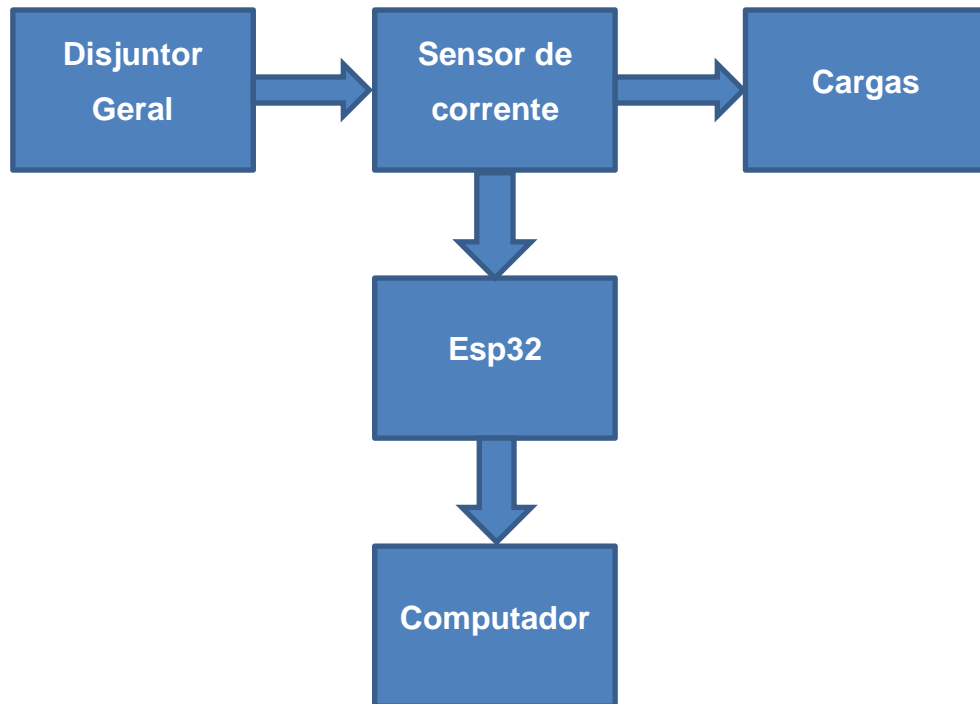 Disjuntor
Geral
Sensor de
corrente
Cargas
Esp32
Computador